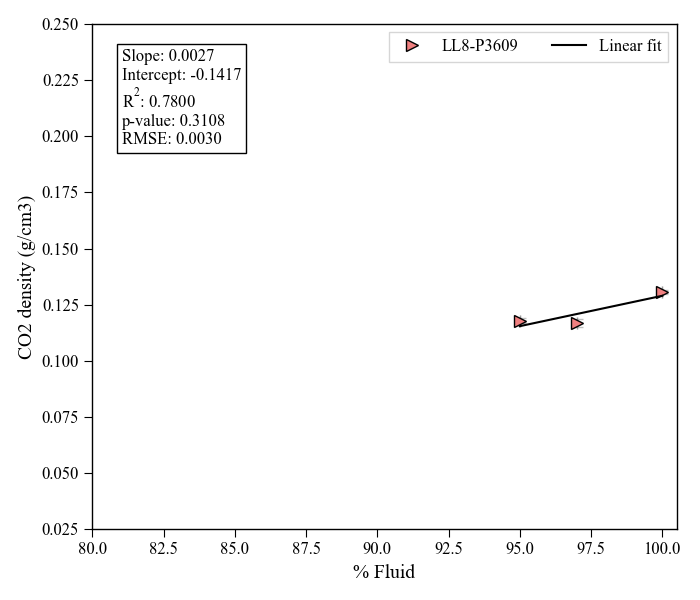 LL8-P3609
Linear fit
Slope: 0.0027
Intercept: -0.1417
R²: 0.7800
p-value: 0.3108
RMSE: 0.0030
CO2 density (g/cm3)
0.250
0.225
0.200
0.175
0.150
0.125
0.100
0.075
0.050
0.025
80.0 82.5 85.0 87.5 90.0 92.5 95.0 97.5 100.0
% Fluid